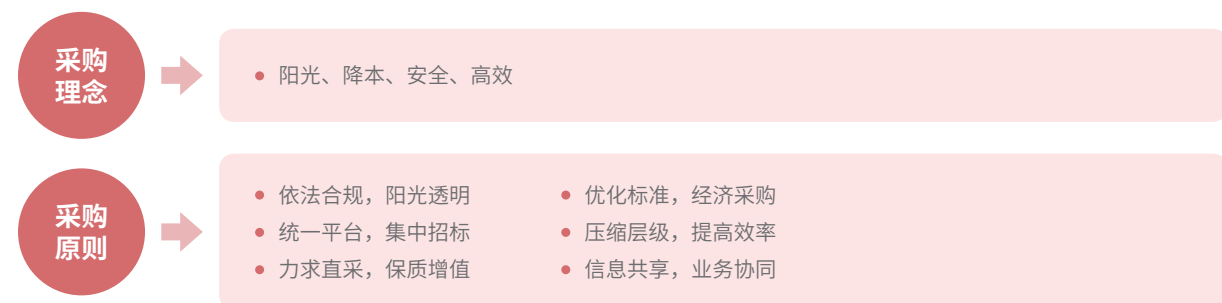 采购
理念
阳光、降本、安全、高效
采购
原则
依法合规，阳光透明
统一平台，集中招标
力求直采，保质增值
优化标准，经济采购
压缩层级，提高效率
信息共享，业务协同